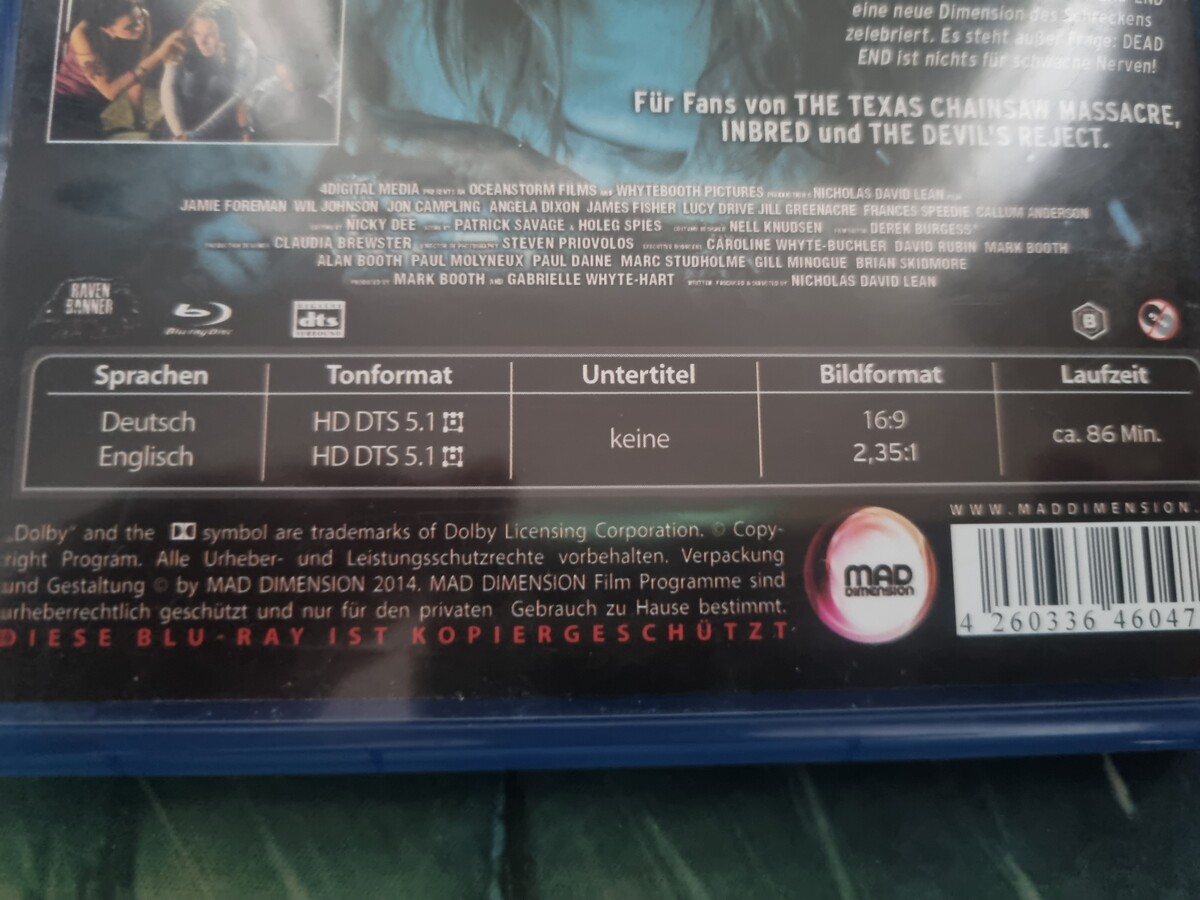 eine neue Dimension des Schreckens
zelebriert. Es steht außer Frage: DEAD
END ist nichts für schwache Nerven!
Für Fans von THE TEXAS CHAINSAW MASSACRE,
INBRED und THE DEVIL'S REJECT.
4DIGITAL MEDIA OCEANSTORM FILMS WHYTEBOOTH PICTURES NICHOLAS DAVID LEAN
JAMIE FOREMAN WIL JOHNSON JON CAMPLING ANGELA DIXON JAMES FISHER LUCY DRIVE JILL GREENACRE FRANCES SPEEDIE CALLUM ANDERSON
NICKY DEE PATRICK SAVAGE & HOLEG SPIES NELL KNUDSEN DEREK BURGESS
CLAUDIA BREWSTER STEVEN PRIOVOLOS CAROLINE WHYTE-BUCHLER DAVID RUBIN MARK BOOTH
ALAN BOOTH PAUL MOLYNEUX PAUL DAINE MARC STUDHOLME GILL MINOGUE BRIAN SKIDMORE
PRODUCED BY MARK BOOTH AND GABRIELLE WHYTE-HART WRITTEN PRODUCED & DIRECTED BY NICHOLAS DAVID LEAN
RAVEN
BANNER
Blu-ray Disc
DIGITAL
dts
SURROUND
B
Sprachen Tonformat Untertitel Bildformat Laufzeit
Deutsch HD DTS 5.1 keine 16:9 ca. 86 Min.
Englisch HD DTS 5.1 2,35:1
„Dolby" and the symbol are trademarks of Dolby Licensing Corporation. © Copy-
right Program. Alle Urheber- und Leistungsschutzrechte vorbehalten. Verpackung
und Gestaltung © by MAD DIMENSION 2014. MAD DIMENSION Film Programme sind
urheberrechtlich geschützt und nur für den privaten Gebrauch zu Hause bestimmt.
DIESE BLU-RAY IST KOPIERGESCHÜTZT.
MAD
DIMENSION
WWW.MADDIMENSION.
4 260336 46047